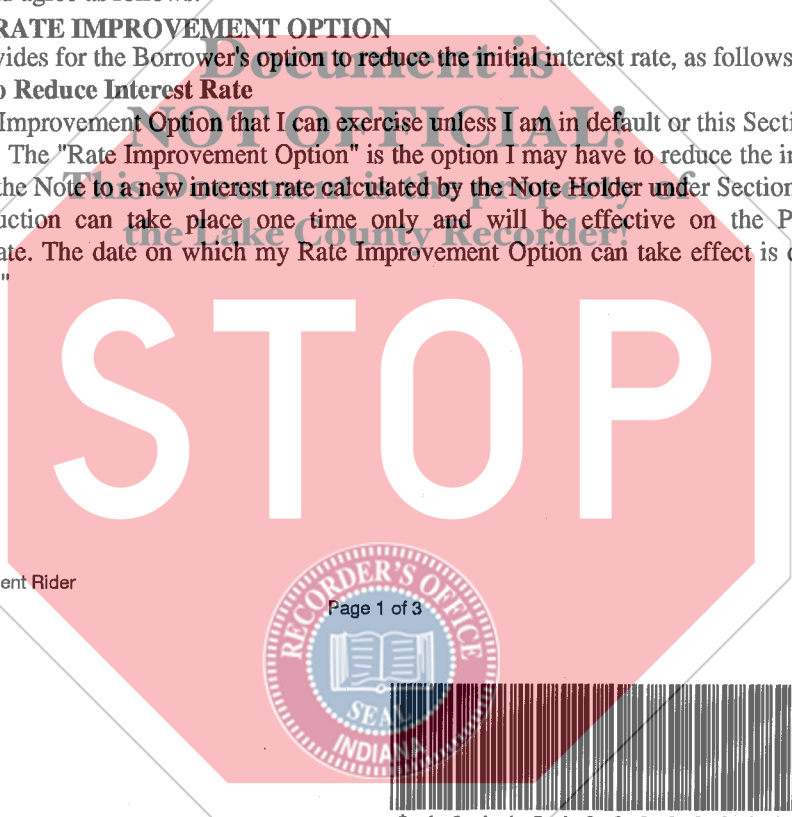 agree as follows:
RATE IMPROVEMENT OPTION
vides for the Borrower's option to reduce the initial interest rate, as follows
o Reduce Interest Rate
Improvement Option that I can exercise unless I am in default or this Secti
The "Rate Improvement Option" is the option I may have to reduce the in
the Note to a new interest rate calculated by the Note Holder under Section
uction can take place one time only and will be effective on the P
ate. The date on which my Rate Improvement Option can take effect is c
"
Document is
NOT OFFICIAL!
This Document is the property of
the Lake County Recorder!
STOP
ent Rider
Page 1 of 3
RECORDER'S OFFICE
SEAL
INDIANA